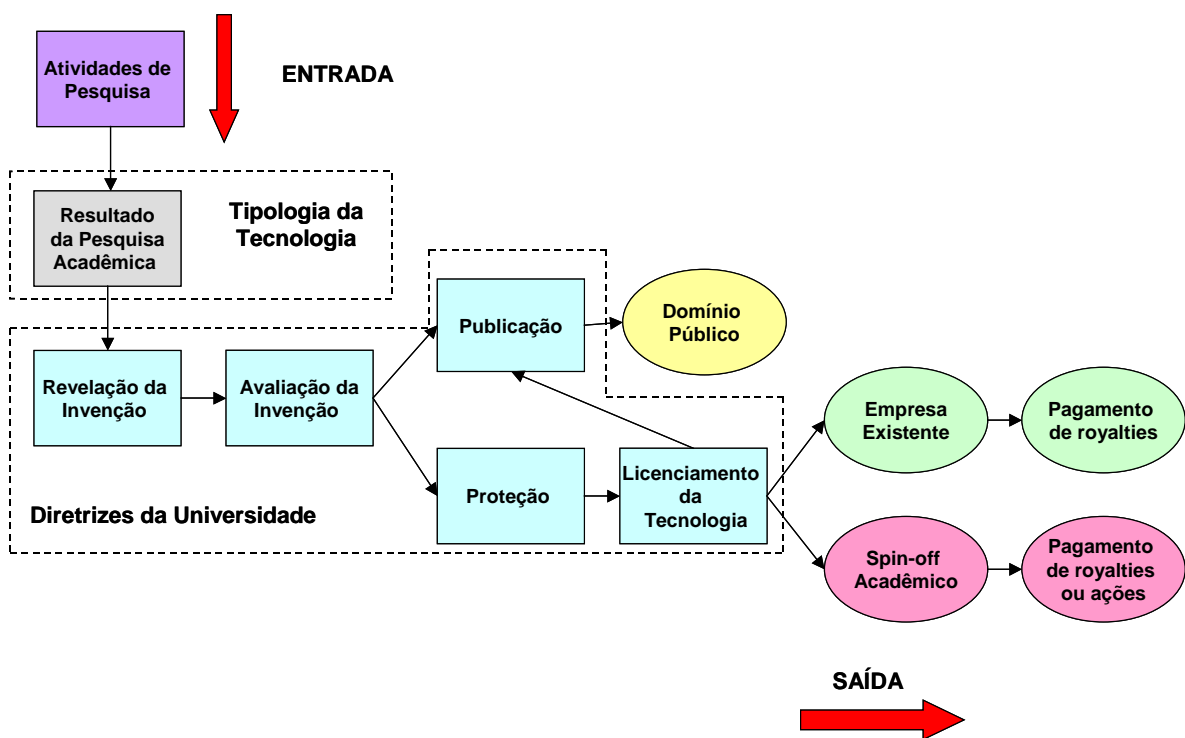 Atividades de
Pesquisa
ENTRADA
Resultado
da Pesquisa
Acadêmica
Tipologia da
Tecnologia
Publicação
Domínio
Público
Revelação da
Invenção
Avaliação da
Invenção
Empresa
Existente
Pagamento
de royalties
Proteção
Licenciamento
da
Tecnologia
Diretrizes da Universidade
Spin-off
Acadêmico
Pagamento
de royalties
ou ações
SAÍDA